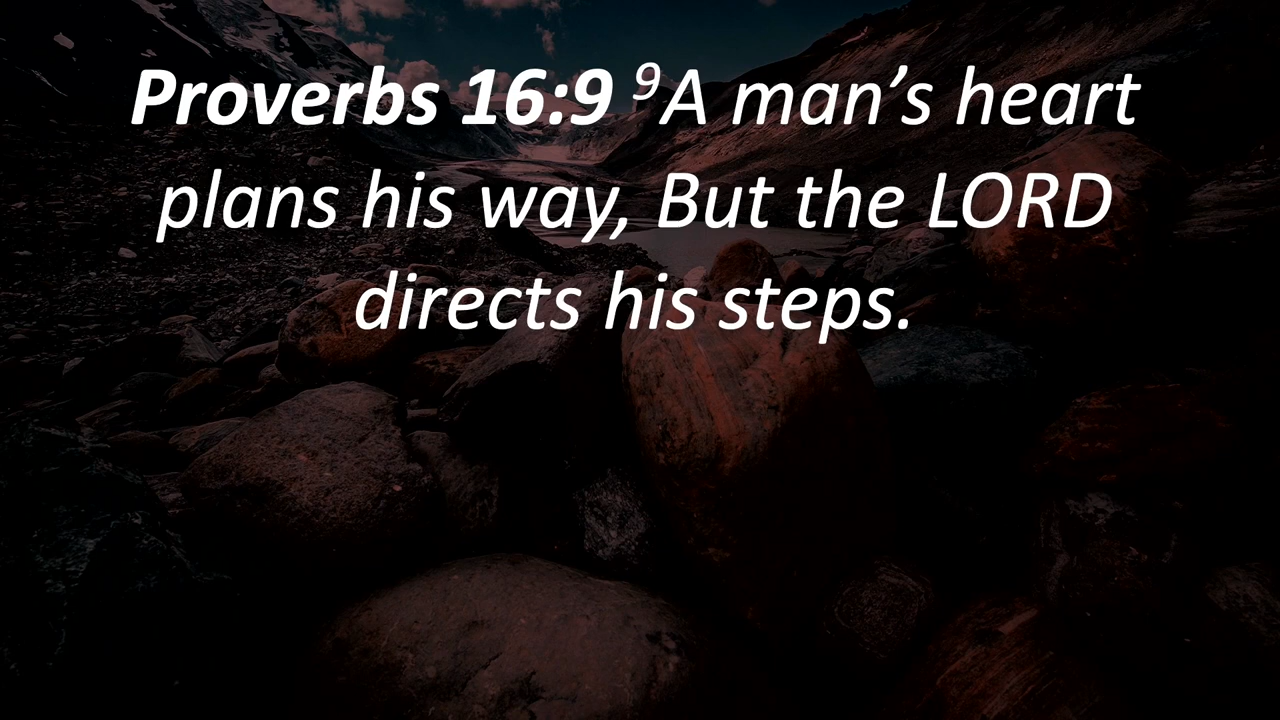 Proverbs 16:9 ⁹A man’s heart
plans his way, But the LORD
directs his steps.